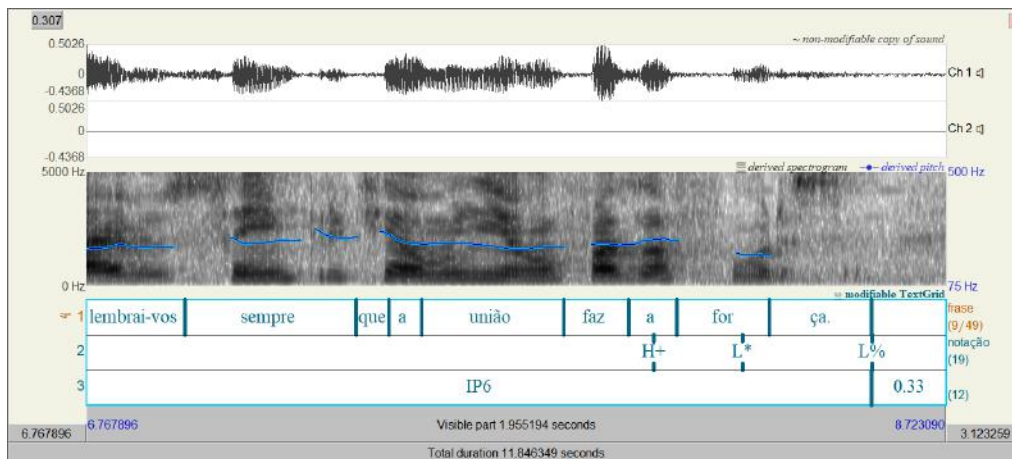 0.307
0.5026
0
-0.4368
0.5026
0
-0.4368
~ non-modifiable copy of sound
Ch 1
Ch 2
derived spectrogram derived pitch
5000 Hz
0 Hz
500 Hz
75 Hz
modifiable TextGrid
1 lembrai-vos sempre que a união faz a for ça. frase (9/49)
2 H+ L* L% notação (19)
3 IP6 0.33 (12)
6.767896 Visible part 1.955194 seconds 8.723090
6.767896 3.123259
Total duration 11.846349 seconds